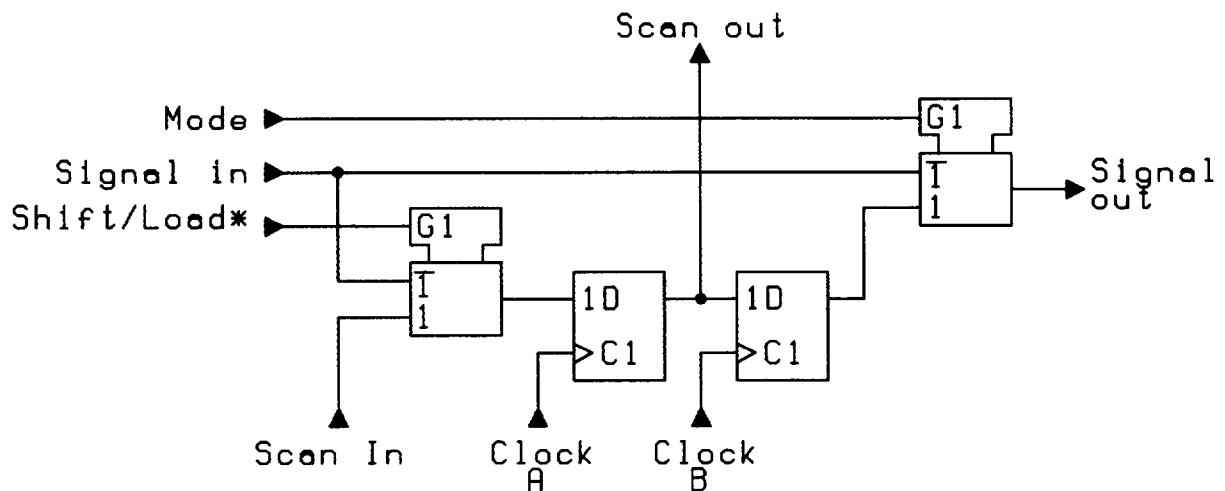 Scan out
Mode
G1
Signal in
1̅
Signal
out
1
Shift/Load*
G1
1̅
1
1D
1D
C1
C1
Scan In
Clock
A
Clock
B